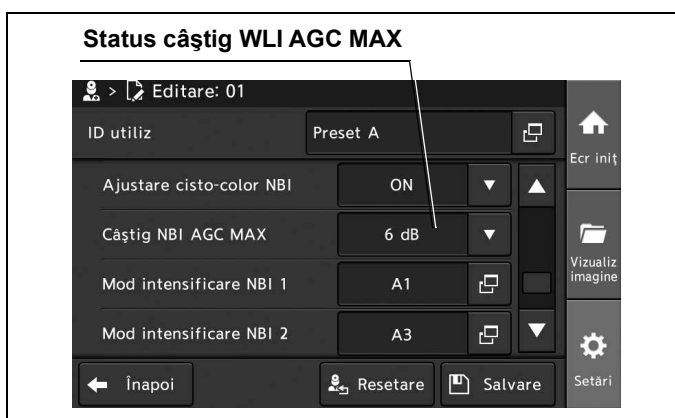 Status câștig WLI AGC MAX
> Editare: 01
ID utiliz Preset A
Ecr iniț
Ajustare cisto-color NBI ON
Câștig NBI AGC MAX 6 dB
Vizualiz
imagine
Mod intensificare NBI 1 A1
Mod intensificare NBI 2 A3
Înapoi Resetare Salvare
Setări